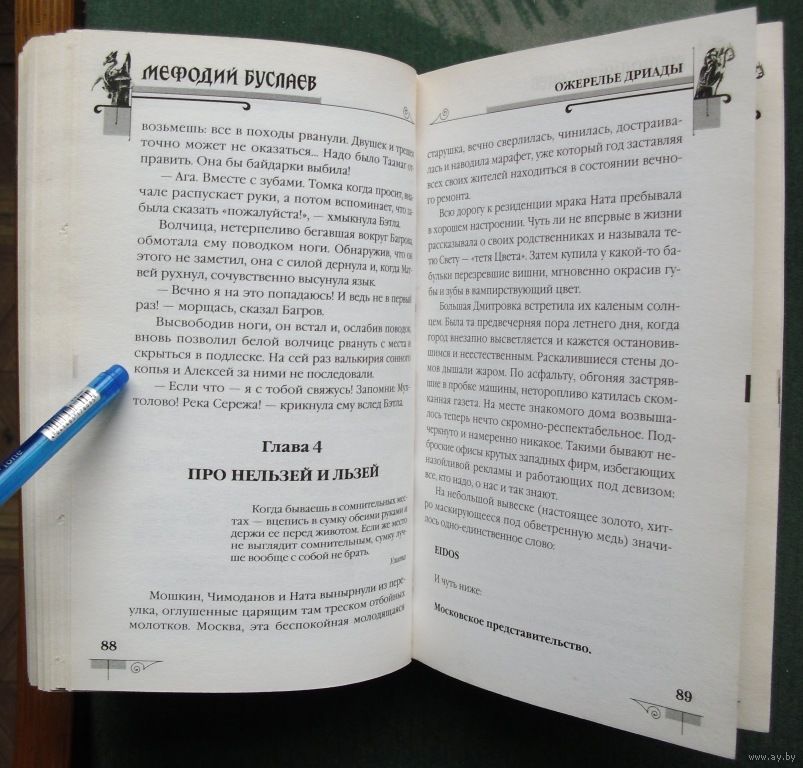 МЕФОДИЙ БУСЛАЕВ
возьмешь: все в походы рванули. Двушек и трешек
точно может не оказаться... Надо было Таамаг от-
править. Она бы байдарки выбила!
— Ага. Вместе с зубами. Томка когда просит, вна-
чале распускает руки, а потом вспоминает, что за-
была сказать «пожалуйста!», — хмыкнула Бэтла.
Волчица, нетерпеливо бегавшая вокруг Багрова,
обмотала ему поводком ноги. Обнаружив, что он
этого не заметил, она с силой дернула и, когда Мат-
вей рухнул, сочувственно высунула язык.
— Вечно я на это попадаюсь! И ведь не в первый
раз! — морщась, сказал Багров.
Высвободив ноги, он встал и, ослабив поводок,
вновь позволил белой волчице рвануть с места и
скрыться в подлеске. На сей раз валькирия сонного
копья и Алексей за ними не последовали.
— Если что — я с тобой свяжусь! Запомни: Мут-
толово! Река Сережа! — крикнула ему вслед Бэтла.
Глава 4
ПРО НЕЛЬЗЕЙ И ЛЬЗЕЙ
Когда бываешь в сомнительных мес-
тах — вцепись в сумку обеими руками и
держи ее перед животом. Если же место
не выглядит сомнительным, сумку луч-
ше вообще с собой не брать.
Улита
Мошкин, Чимоданов и Ната вынырнули из пере-
улка, оглушенные царящим там треском отбойных
молотков. Москва, эта беспокойная молодящаяся
88
ОЖЕРЕЛЬЕ ДРИАДЫ
старушка, вечно сверлилась, чинилась, достраива-
лась и наводила марафет, уже который год заставляя
всех своих жителей находиться в состоянии вечно-
го ремонта.
Всю дорогу к резиденции мрака Ната пребывала
в хорошем настроении. Чуть ли не впервые в жизни
рассказывала о своих родственниках и называла те-
тю Свету — «тетя Цвета». Затем купила у какой-то ба-
бульки перезревшие вишни, мгновенно окрасив гу-
бы и зубы в вампирствующий цвет.
Большая Дмитровка встретила их каленым солн-
цем. Была та предвечерняя пора летнего дня, когда
город внезапно высветляется и кажется остановив-
шимся и неестественным. Раскалившиеся стены до-
мов дышали жаром. По асфальту, обгоняя застряв-
шие в пробке машины, неторопливо катилась ском-
канная газета. На месте знакомого дома возвыша-
лось теперь нечто скромно-респектабельное. Под-
черкнуто и намеренно никакое. Такими бывают не-
броские офисы крутых западных фирм, избегающих
назойливой рекламы и работающих под девизом:
все, кто надо, о нас и так знают.
На небольшой вывеске (настоящее золото, хит-
ро маскирующееся под обветренную медь) значи-
лось одно-единственное слово:
EIDOS
И чуть ниже:
Московское представительство.
89
www.ay.by